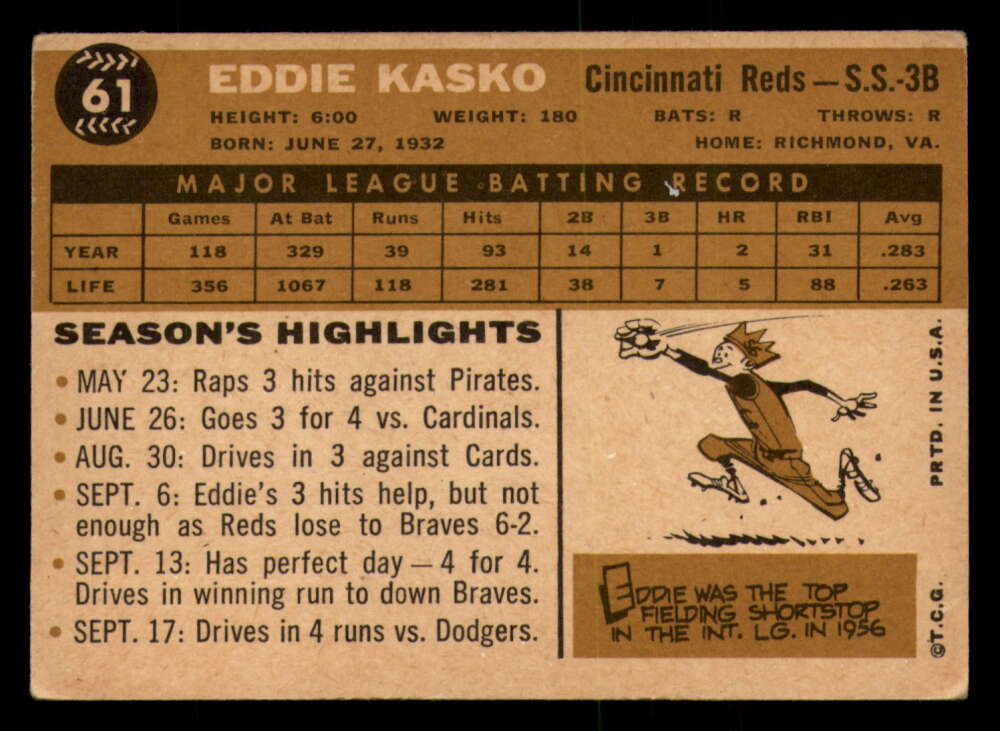 61
EDDIE KASKO
Cincinnati Reds—S.S.-3B
HEIGHT: 6:00 WEIGHT: 180 BATS: R THROWS: R
BORN: JUNE 27, 1932 HOME: RICHMOND, VA.
MAJOR LEAGUE BATTING RECORD
Games At Bat Runs Hits 2B 3B HR RBI Avg
YEAR 118 329 39 93 14 1 2 31 .283
LIFE 356 1067 118 281 38 7 5 88 .263
SEASON'S HIGHLIGHTS
• MAY 23: Raps 3 hits against Pirates.
• JUNE 26: Goes 3 for 4 vs. Cardinals.
• AUG. 30: Drives in 3 against Cards.
• SEPT. 6: Eddie's 3 hits help, but not
enough as Reds lose to Braves 6-2.
• SEPT. 13: Has perfect day—4 for 4.
Drives in winning run to down Braves.
• SEPT. 17: Drives in 4 runs vs. Dodgers.
EDDIE WAS THE TOP
FIELDING SHORTSTOP
IN THE INT. LG. IN 1956
©T.C.G. PRTD. IN U.S.A.